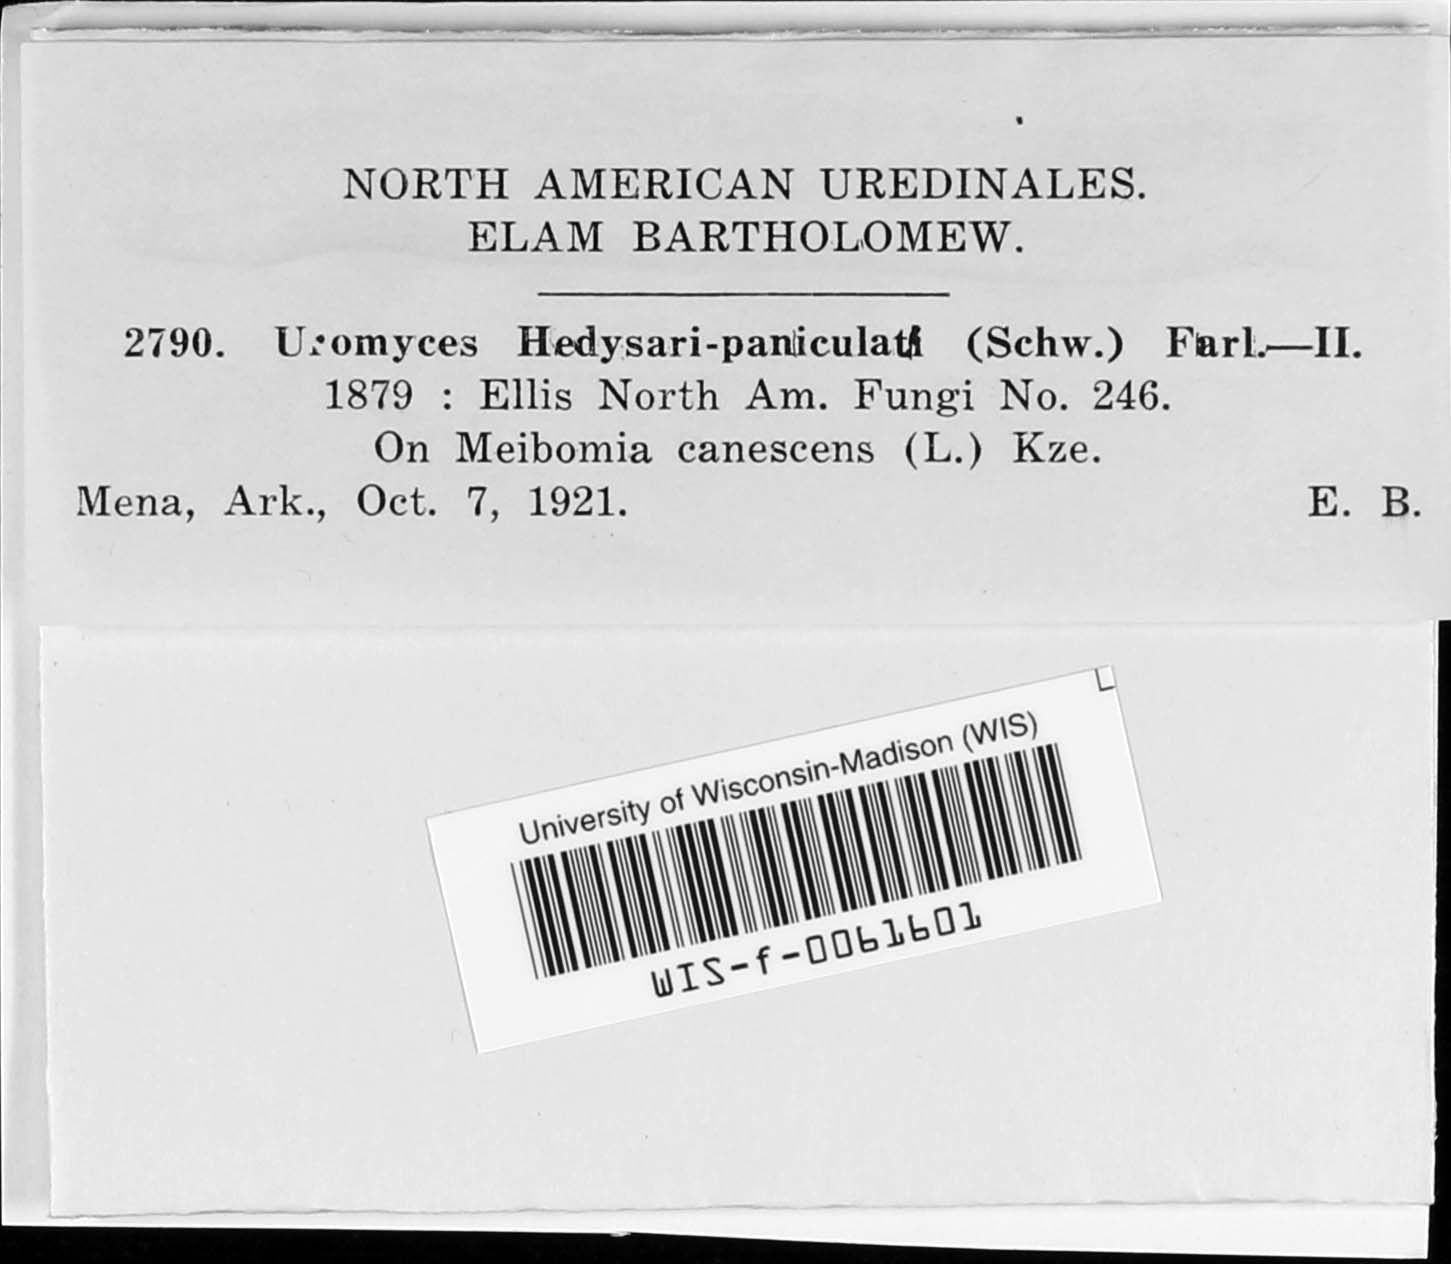 NORTH AMERICAN UREDINALES.
ELAM BARTHOLOMEW.
2790. Uromyces Hedysari-paniculati (Schw.) Farl.—II.
1879 : Ellis North Am. Fungi No. 246.
On Meibomia canescens (L.) Kze.
Mena, Ark., Oct. 7, 1921. E. B.
University of Wisconsin-Madison (WIS)
WIS-f-0061601